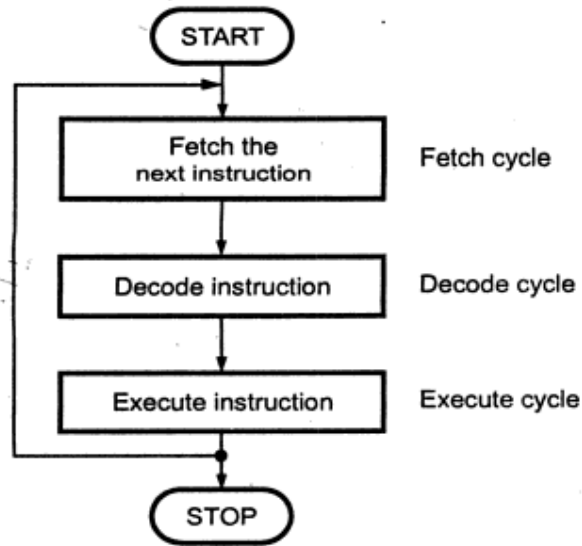 START
Fetch the
next instruction
Fetch cycle
Decode instruction
Decode cycle
Execute instruction
Execute cycle
STOP